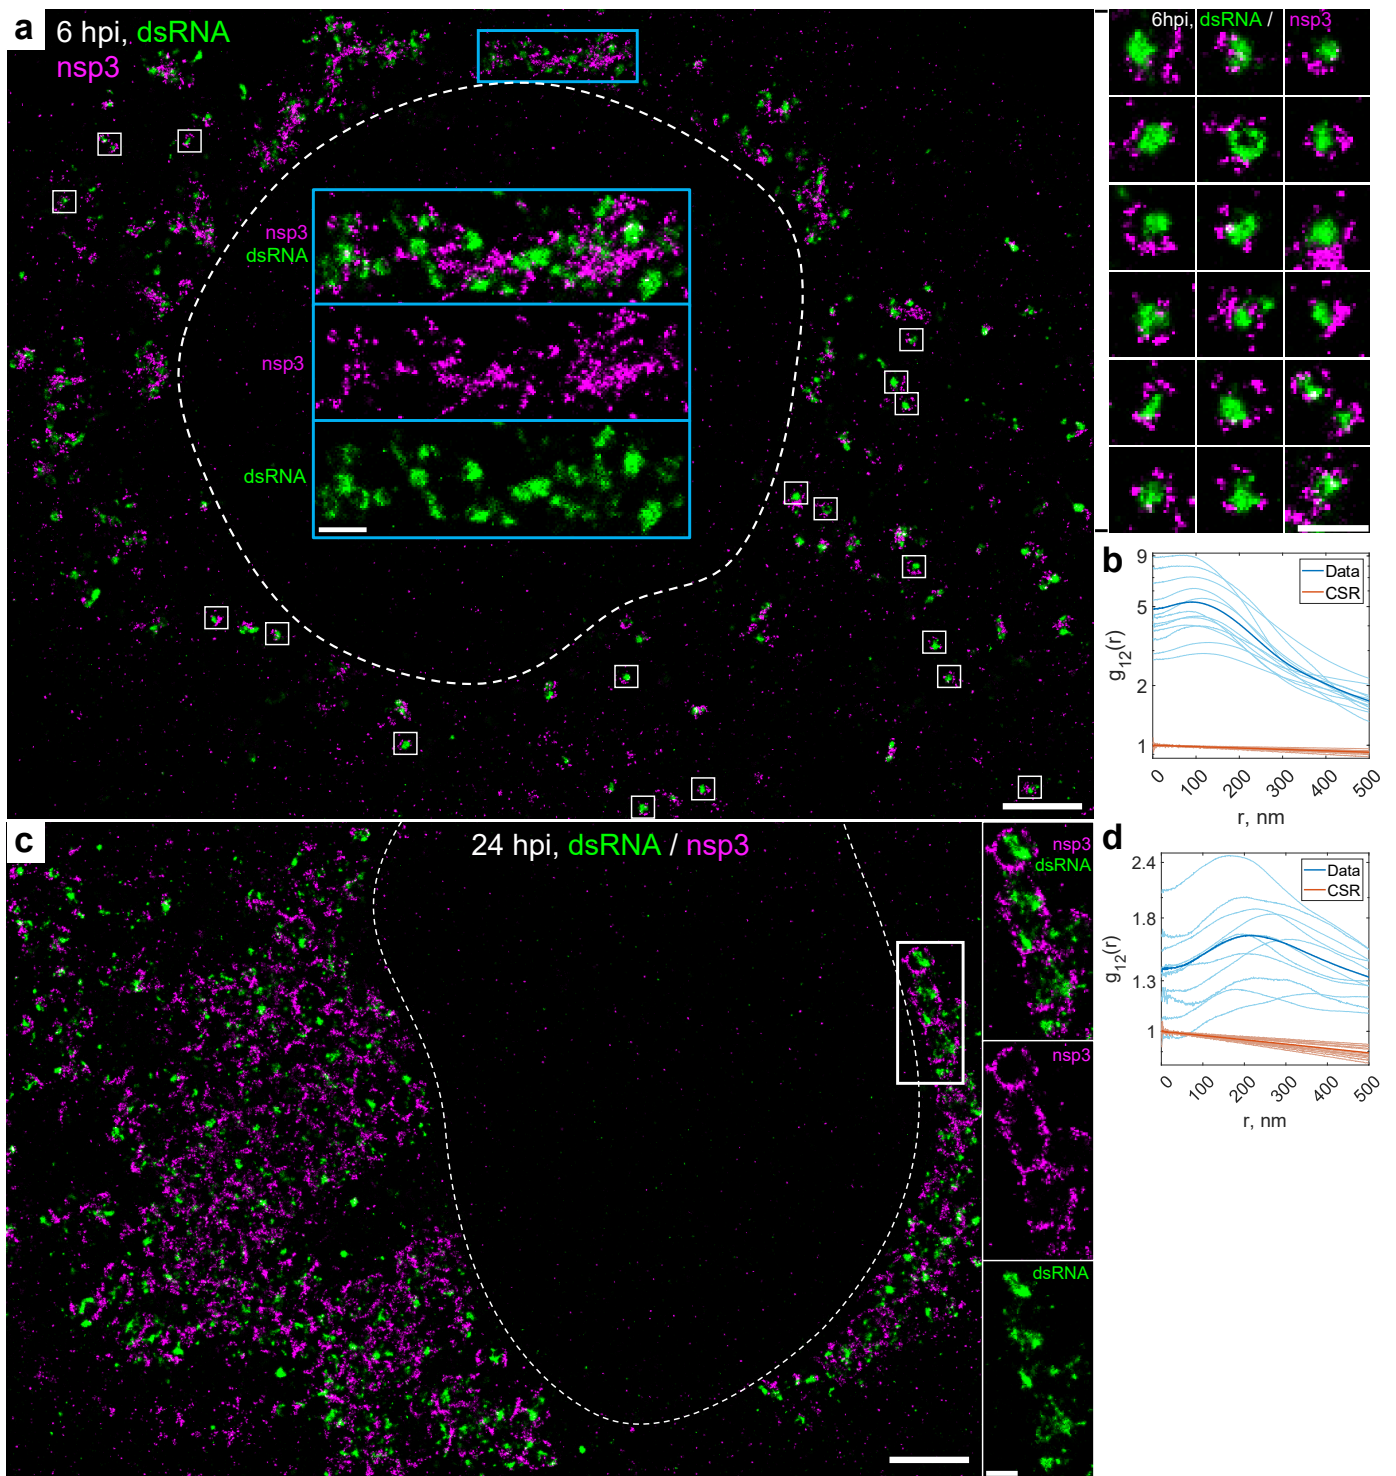 a
6 hpi, dsRNA
nsp3
nsp3
dsRNA
nsp3
dsRNA
6hpi, dsRNA / nsp3
b
9
5
2
1
g12(r)
Data
CSR
0
100
200
300
400
500
r, nm
c
24 hpi, dsRNA / nsp3
nsp3
dsRNA
nsp3
dsRNA
d
2.4
1.8
1.3
1
g12(r)
Data
CSR
0
100
200
300
400
500
r, nm